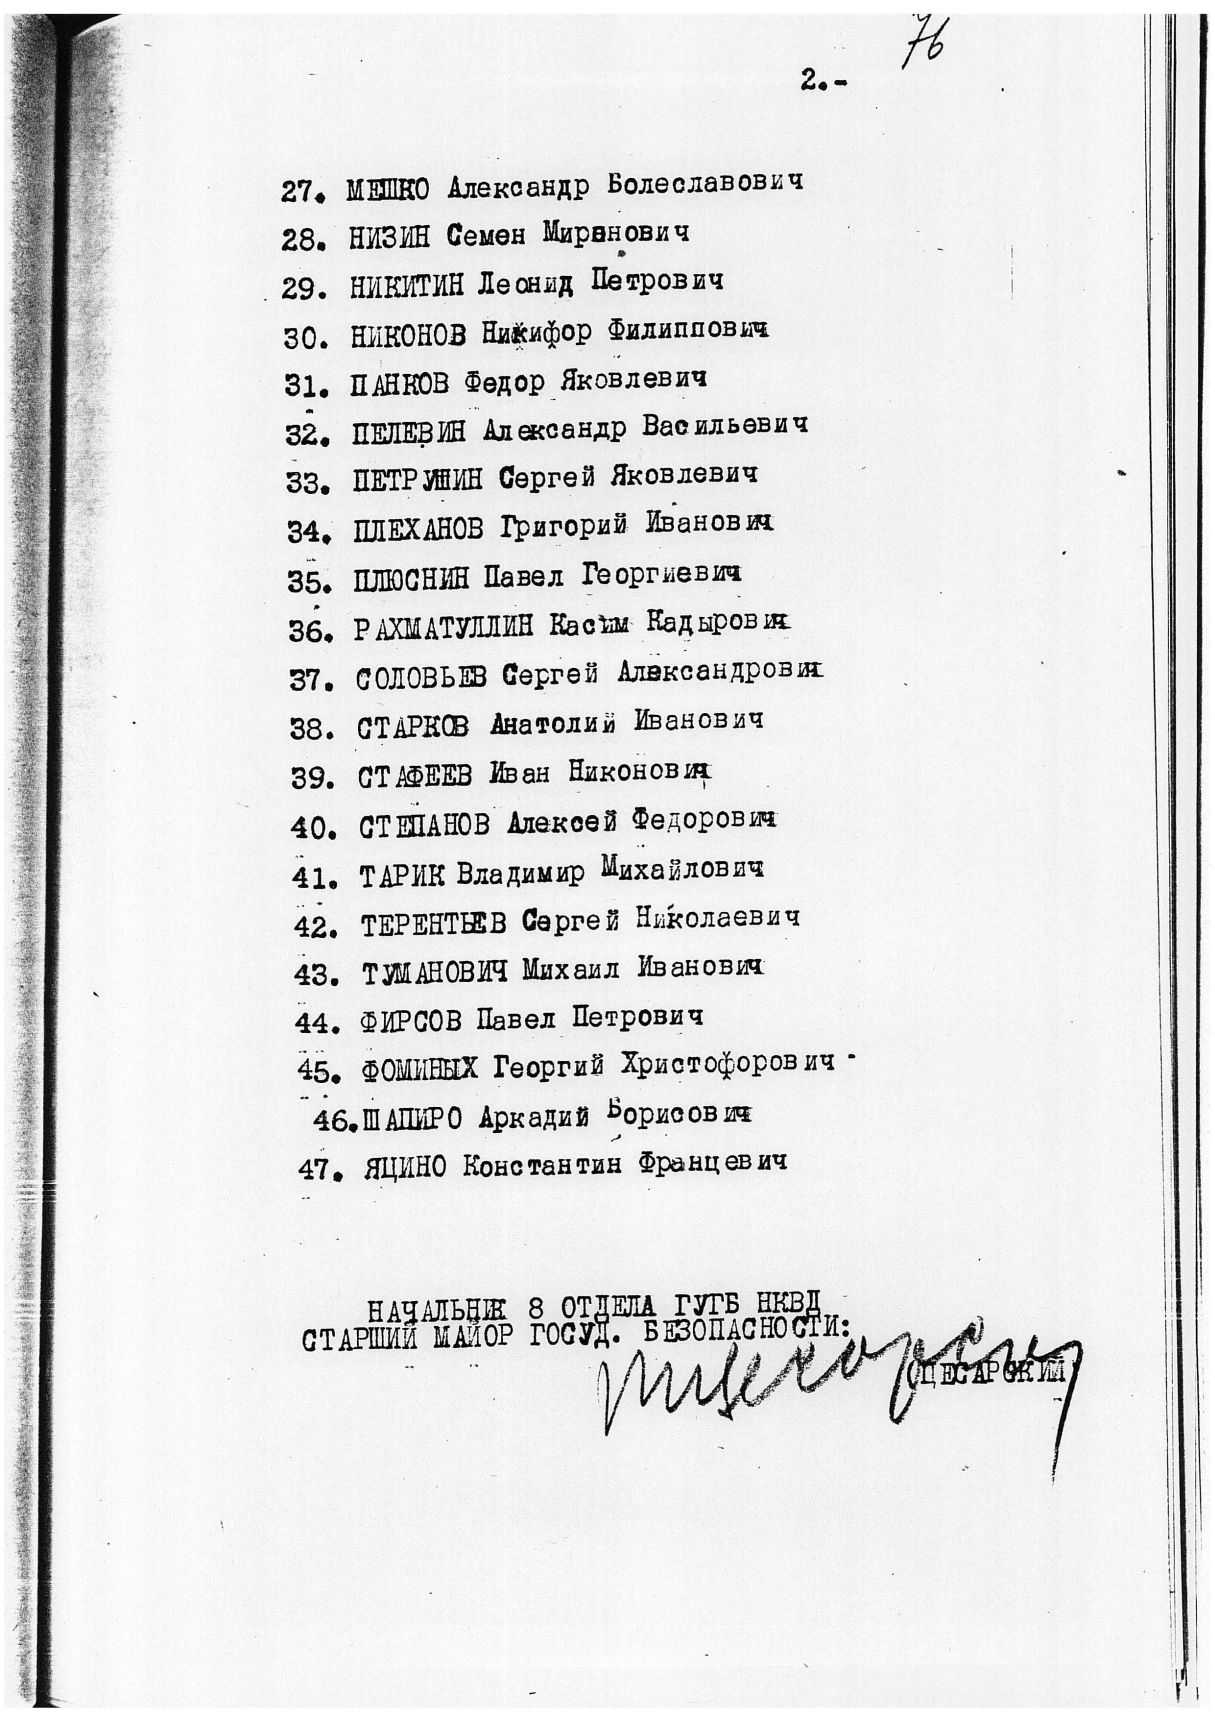 76
2.-
27. МЕШКО Александр Болеславович
28. НИЗИН Семен Миранович
29. НИКИТИН Леонид Петрович
30. НИКОНОВ Никифор Филиппович
31. ПАНКОВ Федор Яковлевич
32. ПЕЛЕВИН Александр Васильевич
33. ПЕТРУНИН Сергей Яковлевич
34. ПЛЕХАНОВ Григорий Иванович
35. ПЛЮСНИН Павел Георгиевич
36. РАХМАТУЛЛИН Касим Кадырович
37. СОЛОВЬЕВ Сергей Александрович
38. СТАРКОВ Анатолий Иванович
39. СТАФЕЕВ Иван Никонович
40. СТЕПАНОВ Алексей Федорович
41. ТАРИК Владимир Михайлович
42. ТЕРЕНТЬЕВ Сергей Николаевич
43. ТУМАНОВИЧ Михаил Иванович
44. ФИРСОВ Павел Петрович
45. ФОМИНЫХ Георгий Христофорович
46. ШАПИРО Аркадий Борисович
47. ЯЦИНО Константин Францевич
НАЧАЛЬНИК 8 ОТДЕЛА ГУГБ НКВД
СТАРШИЙ МАЙОР ГОСУД. БЕЗОПАСНОСТИ:
(ЦЕСАРСКИЙ)